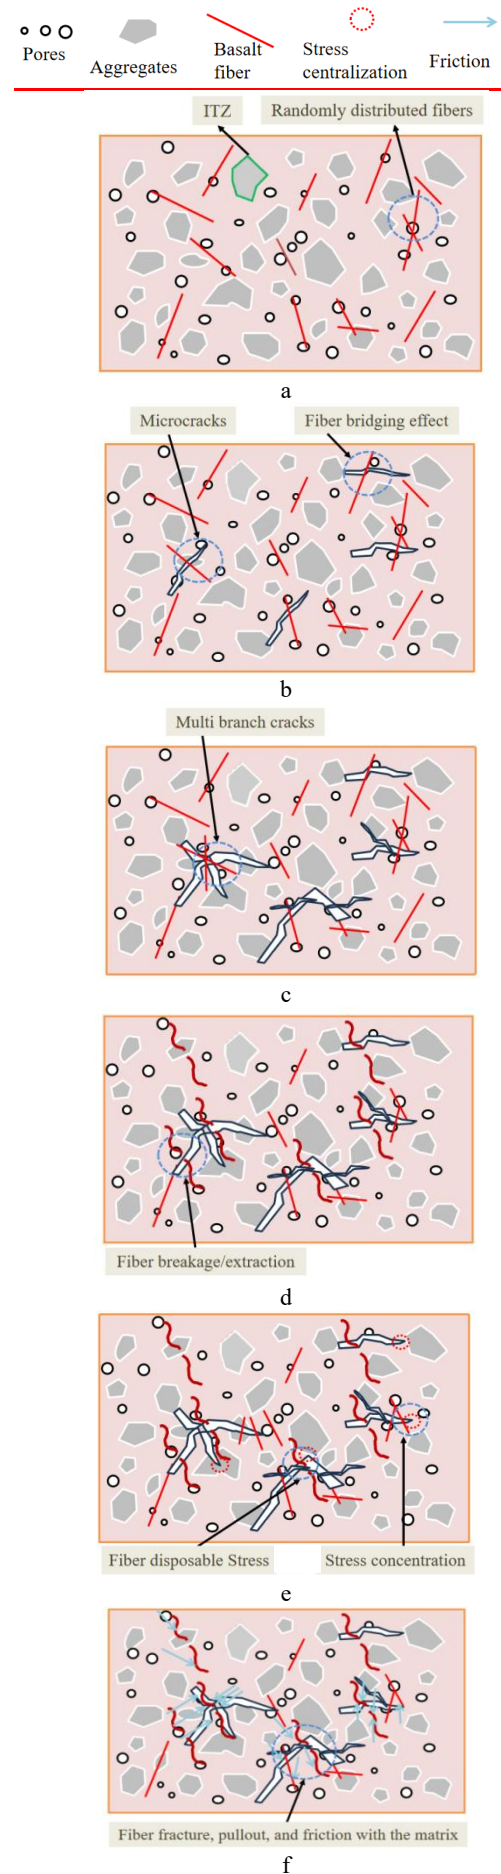 Pores
Aggregates
Basalt
fiber
Stress
centralization
Friction
ITZ
Randomly distributed fibers
a
Microcracks
Fiber bridging effect
b
Multi branch cracks
c
Fiber breakage/extraction
d
Fiber disposable Stress
Stress concentration
e
Fiber fracture, pullout, and friction with the matrix
f